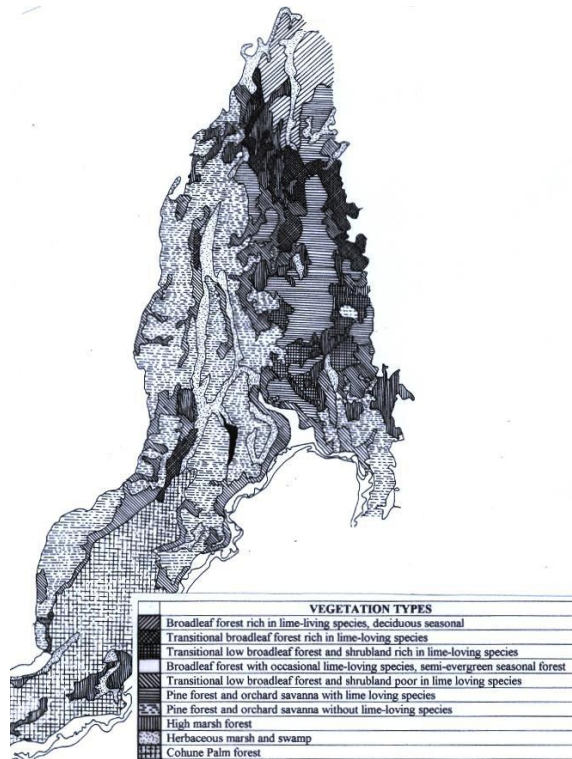 VEGETATION TYPES
Broadleaf forest rich in lime-living species, deciduous seasonal
Transitional broadleaf forest rich in lime-loving species
Transitional low broadleaf forest and shrubland rich in lime-loving species
Broadleaf forest with occasional lime-loving species, semi-evergreen seasonal forest
Transitional low broadleaf forest and shrubland poor in lime loving species
Pine forest and orchard savanna with lime loving species
Pine forest and orchard savanna without lime-loving species
High marsh forest
Herbaceous marsh and swamp
Cohune Palm forest